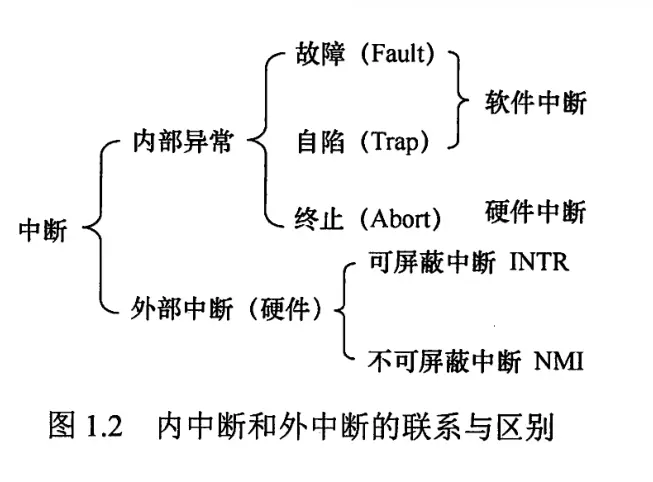 故障（Fault）
软件中断
内部异常
自陷（Trap）
中断
终止（Abort）
硬件中断
可屏蔽中断 INTR
外部中断（硬件）
不可屏蔽中断 NMI
图 1.2 内中断和外中断的联系与区别